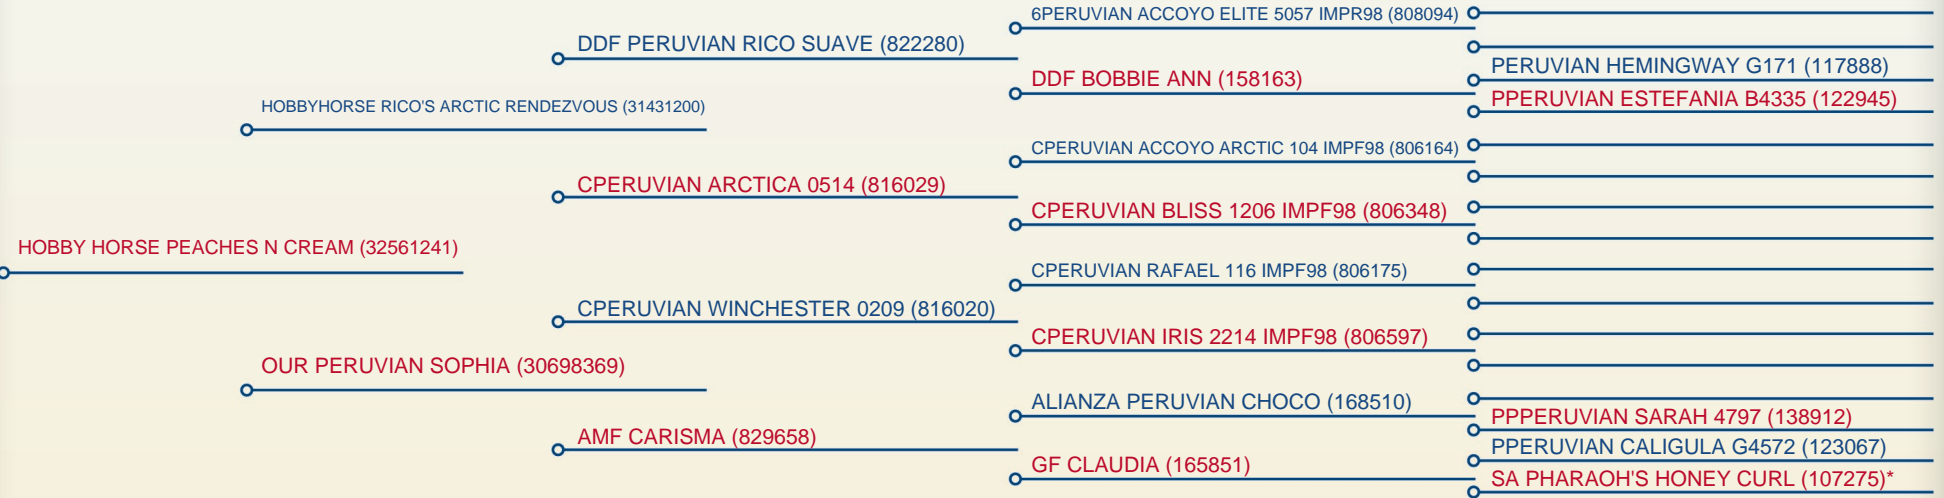 6PERUVIAN ACCOYO ELITE 5057 IMPR98 (808094)
DDF PERUVIAN RICO SUAVE (822280)
PERUVIAN HEMINGWAY G171 (117888)
DDF BOBBIE ANN (158163)
PPERUVIAN ESTEFANIA B4335 (122945)
HOBBYHORSE RICO'S ARCTIC RENDEZVOUS (31431200)
CPERUVIAN ACCOYO ARCTIC 104 IMPF98 (806164)
CPERUVIAN ARCTICA 0514 (816029)
CPERUVIAN BLISS 1206 IMPF98 (806348)
HOBBY HORSE PEACHES N CREAM (32561241)
CPERUVIAN RAFAEL 116 IMPF98 (806175)
CPERUVIAN WINCHESTER 0209 (816020)
CPERUVIAN IRIS 2214 IMPF98 (806597)
OUR PERUVIAN SOPHIA (30698369)
ALIANZA PERUVIAN CHOCO (168510)
PPPERUVIAN SARAH 4797 (138912)
AMF CARISMA (829658)
PPERUVIAN CALIGULA G4572 (123067)
GF CLAUDIA (165851)
SA PHARAOH'S HONEY CURL (107275)*